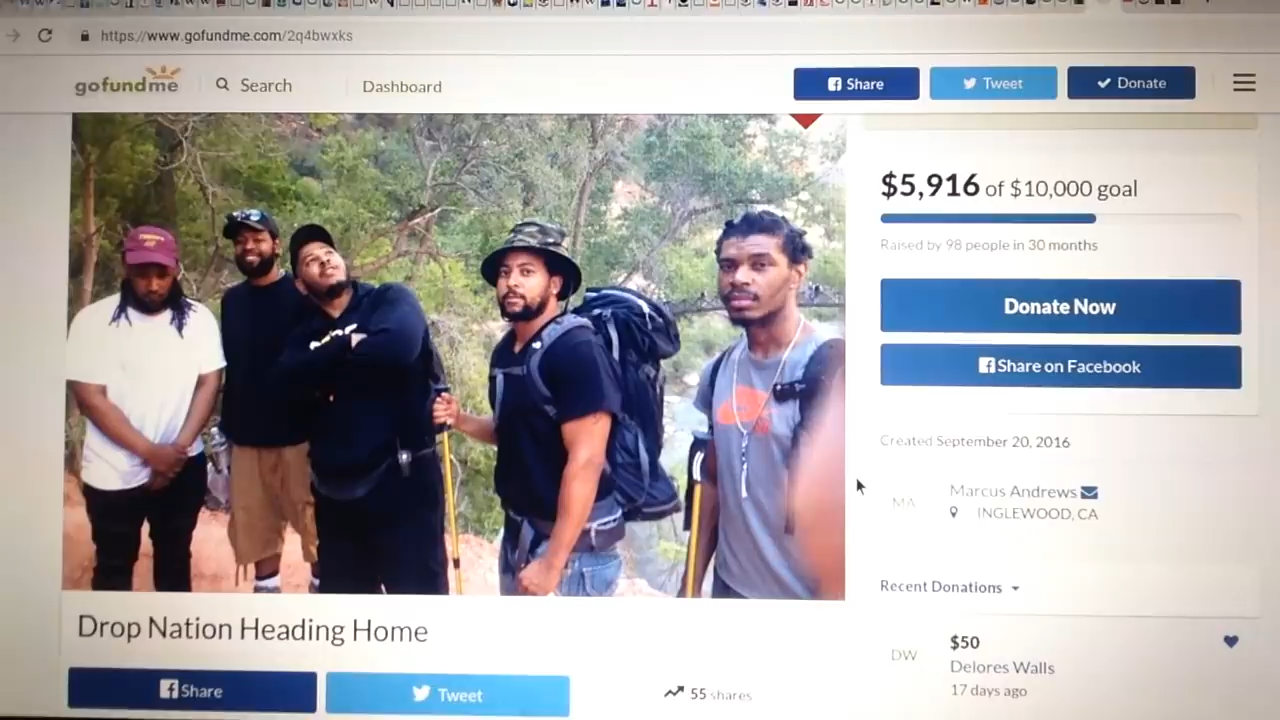 https://www.gofundme.com/2q4bwxks
gofundme
Search
Dashboard
Share
Tweet
Donate
$5,916 of $10,000 goal
Raised by 98 people in 30 months
Donate Now
Share on Facebook
Created September 20, 2016
MA
Marcus Andrews
INGLEWOOD, CA
Recent Donations
DW
$50
Delores Walls
17 days ago
Drop Nation Heading Home
Share
Tweet
55 shares